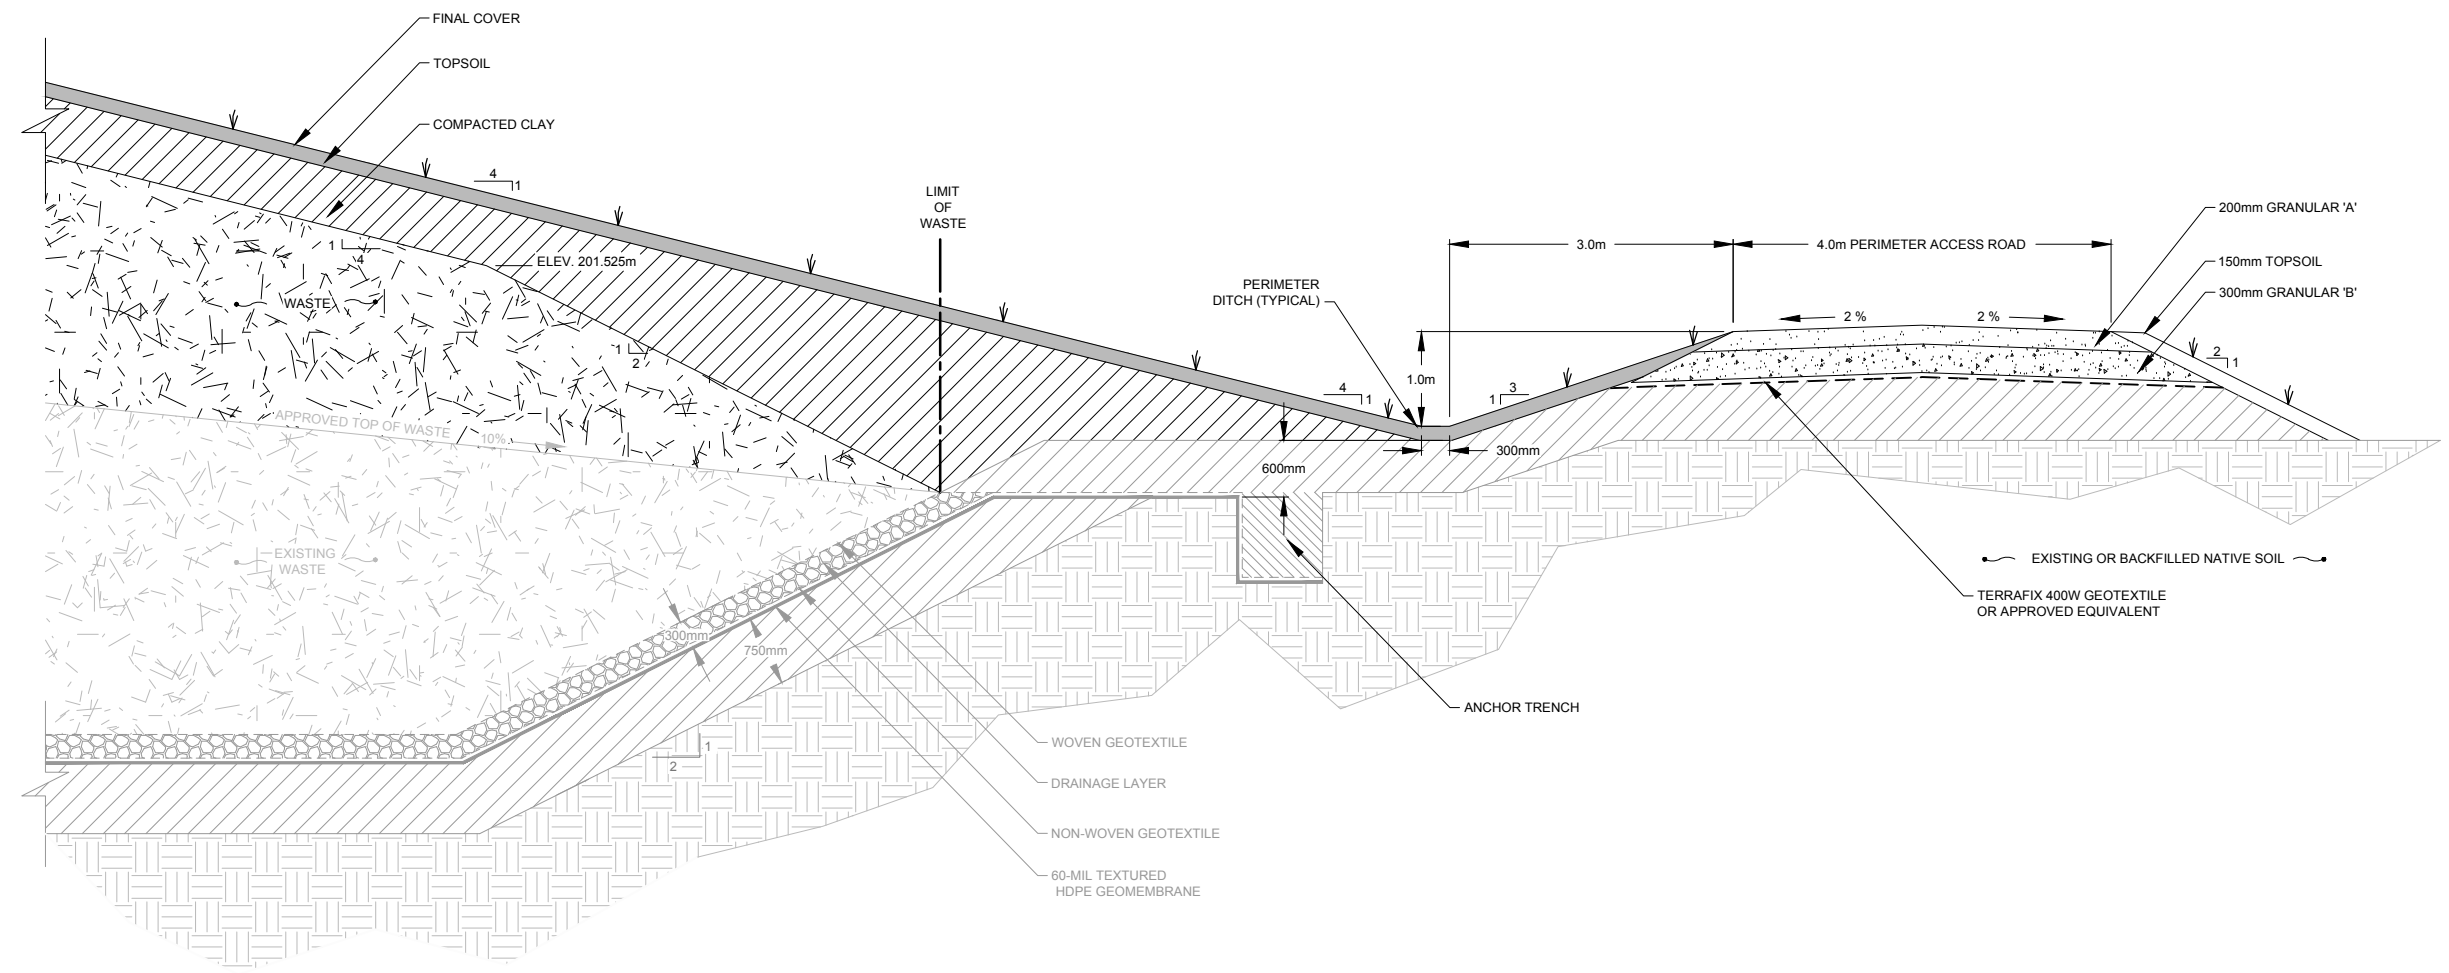 FINAL COVER
TOPSOIL
COMPACTED CLAY
4
1
LIMIT
OF
WASTE
200mm GRANULAR 'A'
3.0m
4.0m PERIMETER ACCESS ROAD
1
4
ELEV. 201.525m
150mm TOPSOIL
PERIMETER
DITCH (TYPICAL)
300mm GRANULAR 'B'
WASTE
2 %
2 %
1
2
2
1
1.0m
4
1
3
1
APPROVED TOP OF WASTE
10%
300mm
600mm
EXISTING
WASTE
EXISTING OR BACKFILLED NATIVE SOIL
TERRAFIX 400W GEOTEXTILE
OR APPROVED EQUIVALENT
300mm
750mm
ANCHOR TRENCH
WOVEN GEOTEXTILE
1
2
DRAINAGE LAYER
NON-WOVEN GEOTEXTILE
60-MIL TEXTURED
HDPE GEOMEMBRANE